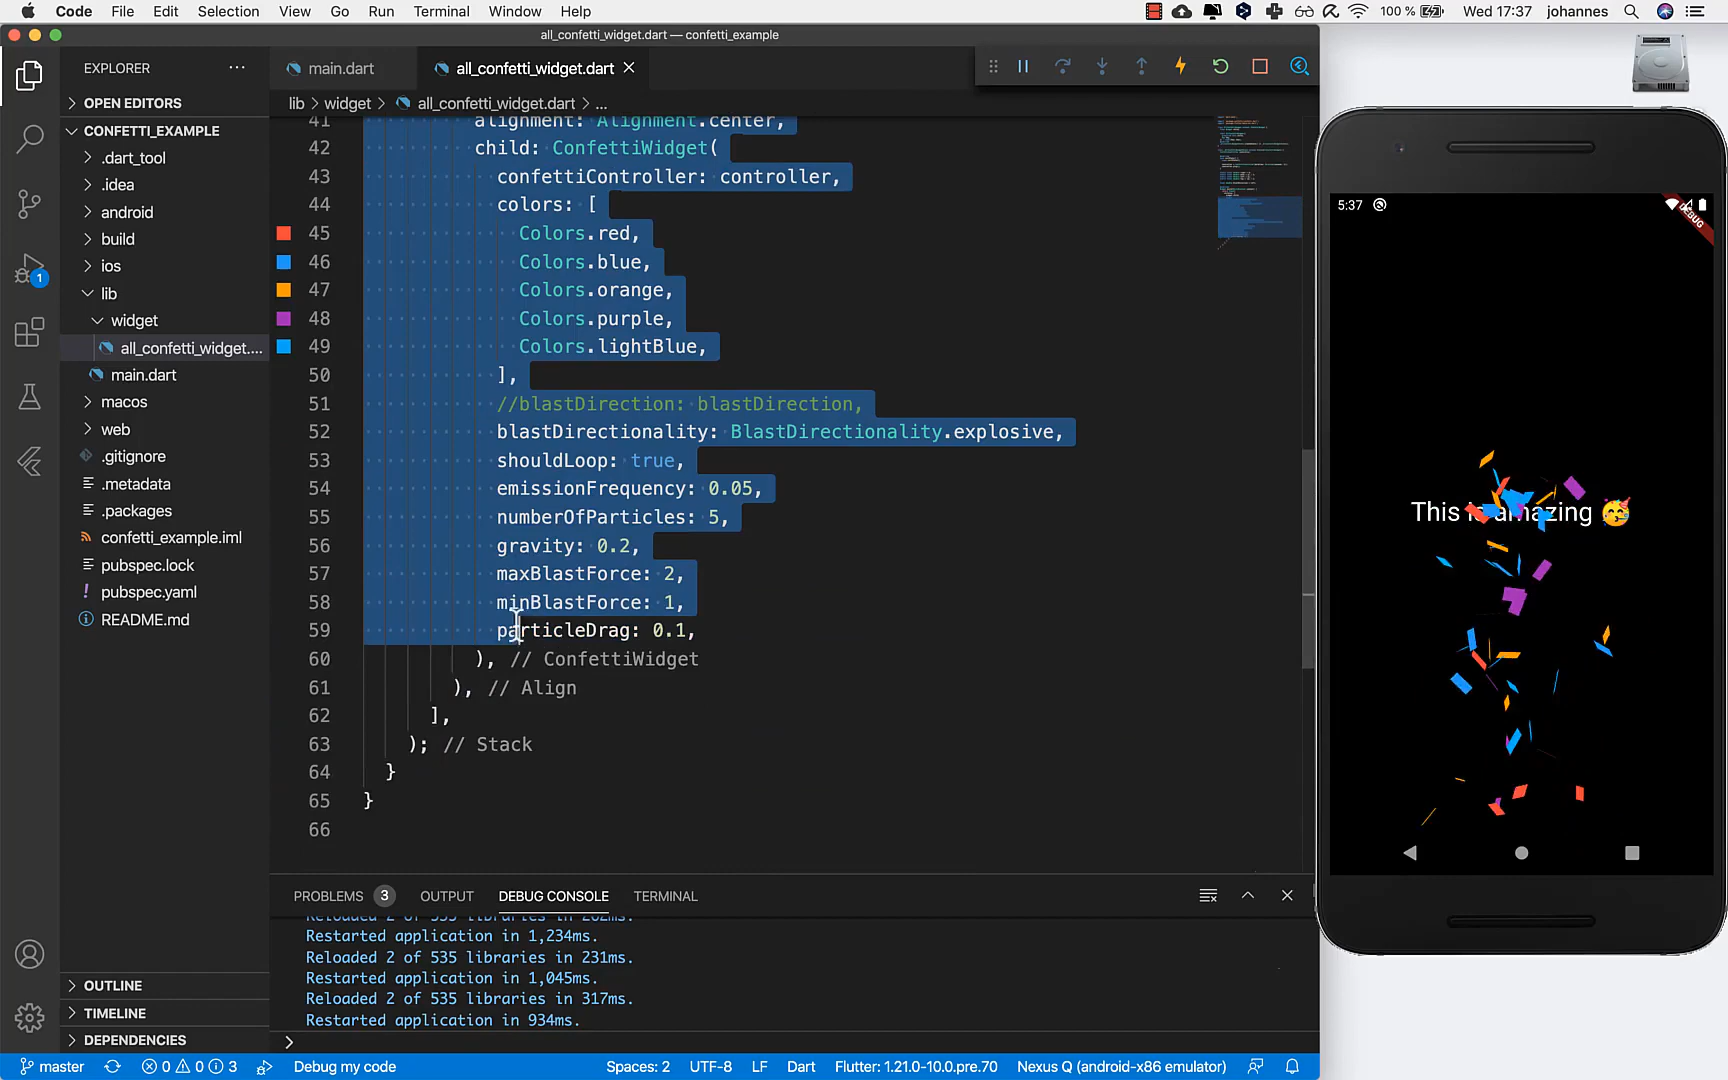 Code File Edit Selection View Go Run Terminal Window Help 100 % Wed 17:37 johannes
all_confetti_widget.dart — confetti_example
EXPLORER ...
main.dart all_confetti_widget.dart
OPEN EDITORS
lib > widget > all_confetti_widget.dart > ...
CONFETTI_EXAMPLE
.dart_tool
.idea
android
build
ios
lib
widget
all_confetti_widget....
main.dart
macos
web
.gitignore
.metadata
.packages
confetti_example.iml
pubspec.lock
! pubspec.yaml
README.md
OUTLINE
TIMELINE
DEPENDENCIES
1
41 alignment: Alignment.center,
42 child: ConfettiWidget(
43 confettiController: controller,
44 colors: [
45 Colors.red,
46 Colors.blue,
47 Colors.orange,
48 Colors.purple,
49 Colors.lightBlue,
50 ],
51 //blastDirection: blastDirection,
52 blastDirectionality: BlastDirectionality.explosive,
53 shouldLoop: true,
54 emissionFrequency: 0.05,
55 numberOfParticles: 5,
56 gravity: 0.2,
57 maxBlastForce: 2,
58 minBlastForce: 1,
59 particleDrag: 0.1,
60 ), // ConfettiWidget
61 ), // Align
62 ],
63 ); // Stack
64 }
65 }
66
PROBLEMS 3 OUTPUT DEBUG CONSOLE TERMINAL
Reloaded 2 of 535 libraries in 262ms.
Restarted application in 1,234ms.
Reloaded 2 of 535 libraries in 231ms.
Restarted application in 1,045ms.
Reloaded 2 of 535 libraries in 317ms.
Restarted application in 934ms.
>
master 0 0 3 Debug my code Spaces: 2 UTF-8 LF Dart Flutter: 1.21.0-10.0.pre.70 Nexus Q (android-x86 emulator)
5:37
DEBUG
This is amazing 🥳